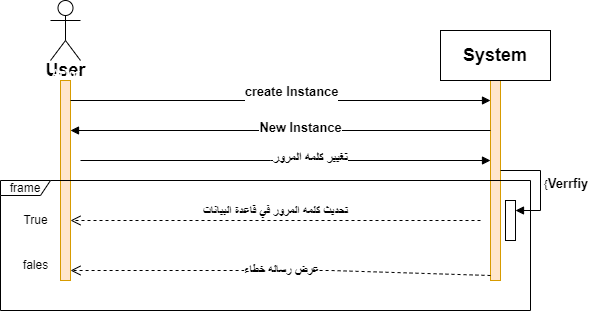 User
System
create Instance
New Instance
تغيير كلمه المرور
{Verrfiy
frame
True
تحديث كلمه المرور في قاعدة البيانات
fales
عرض رساله خطاء